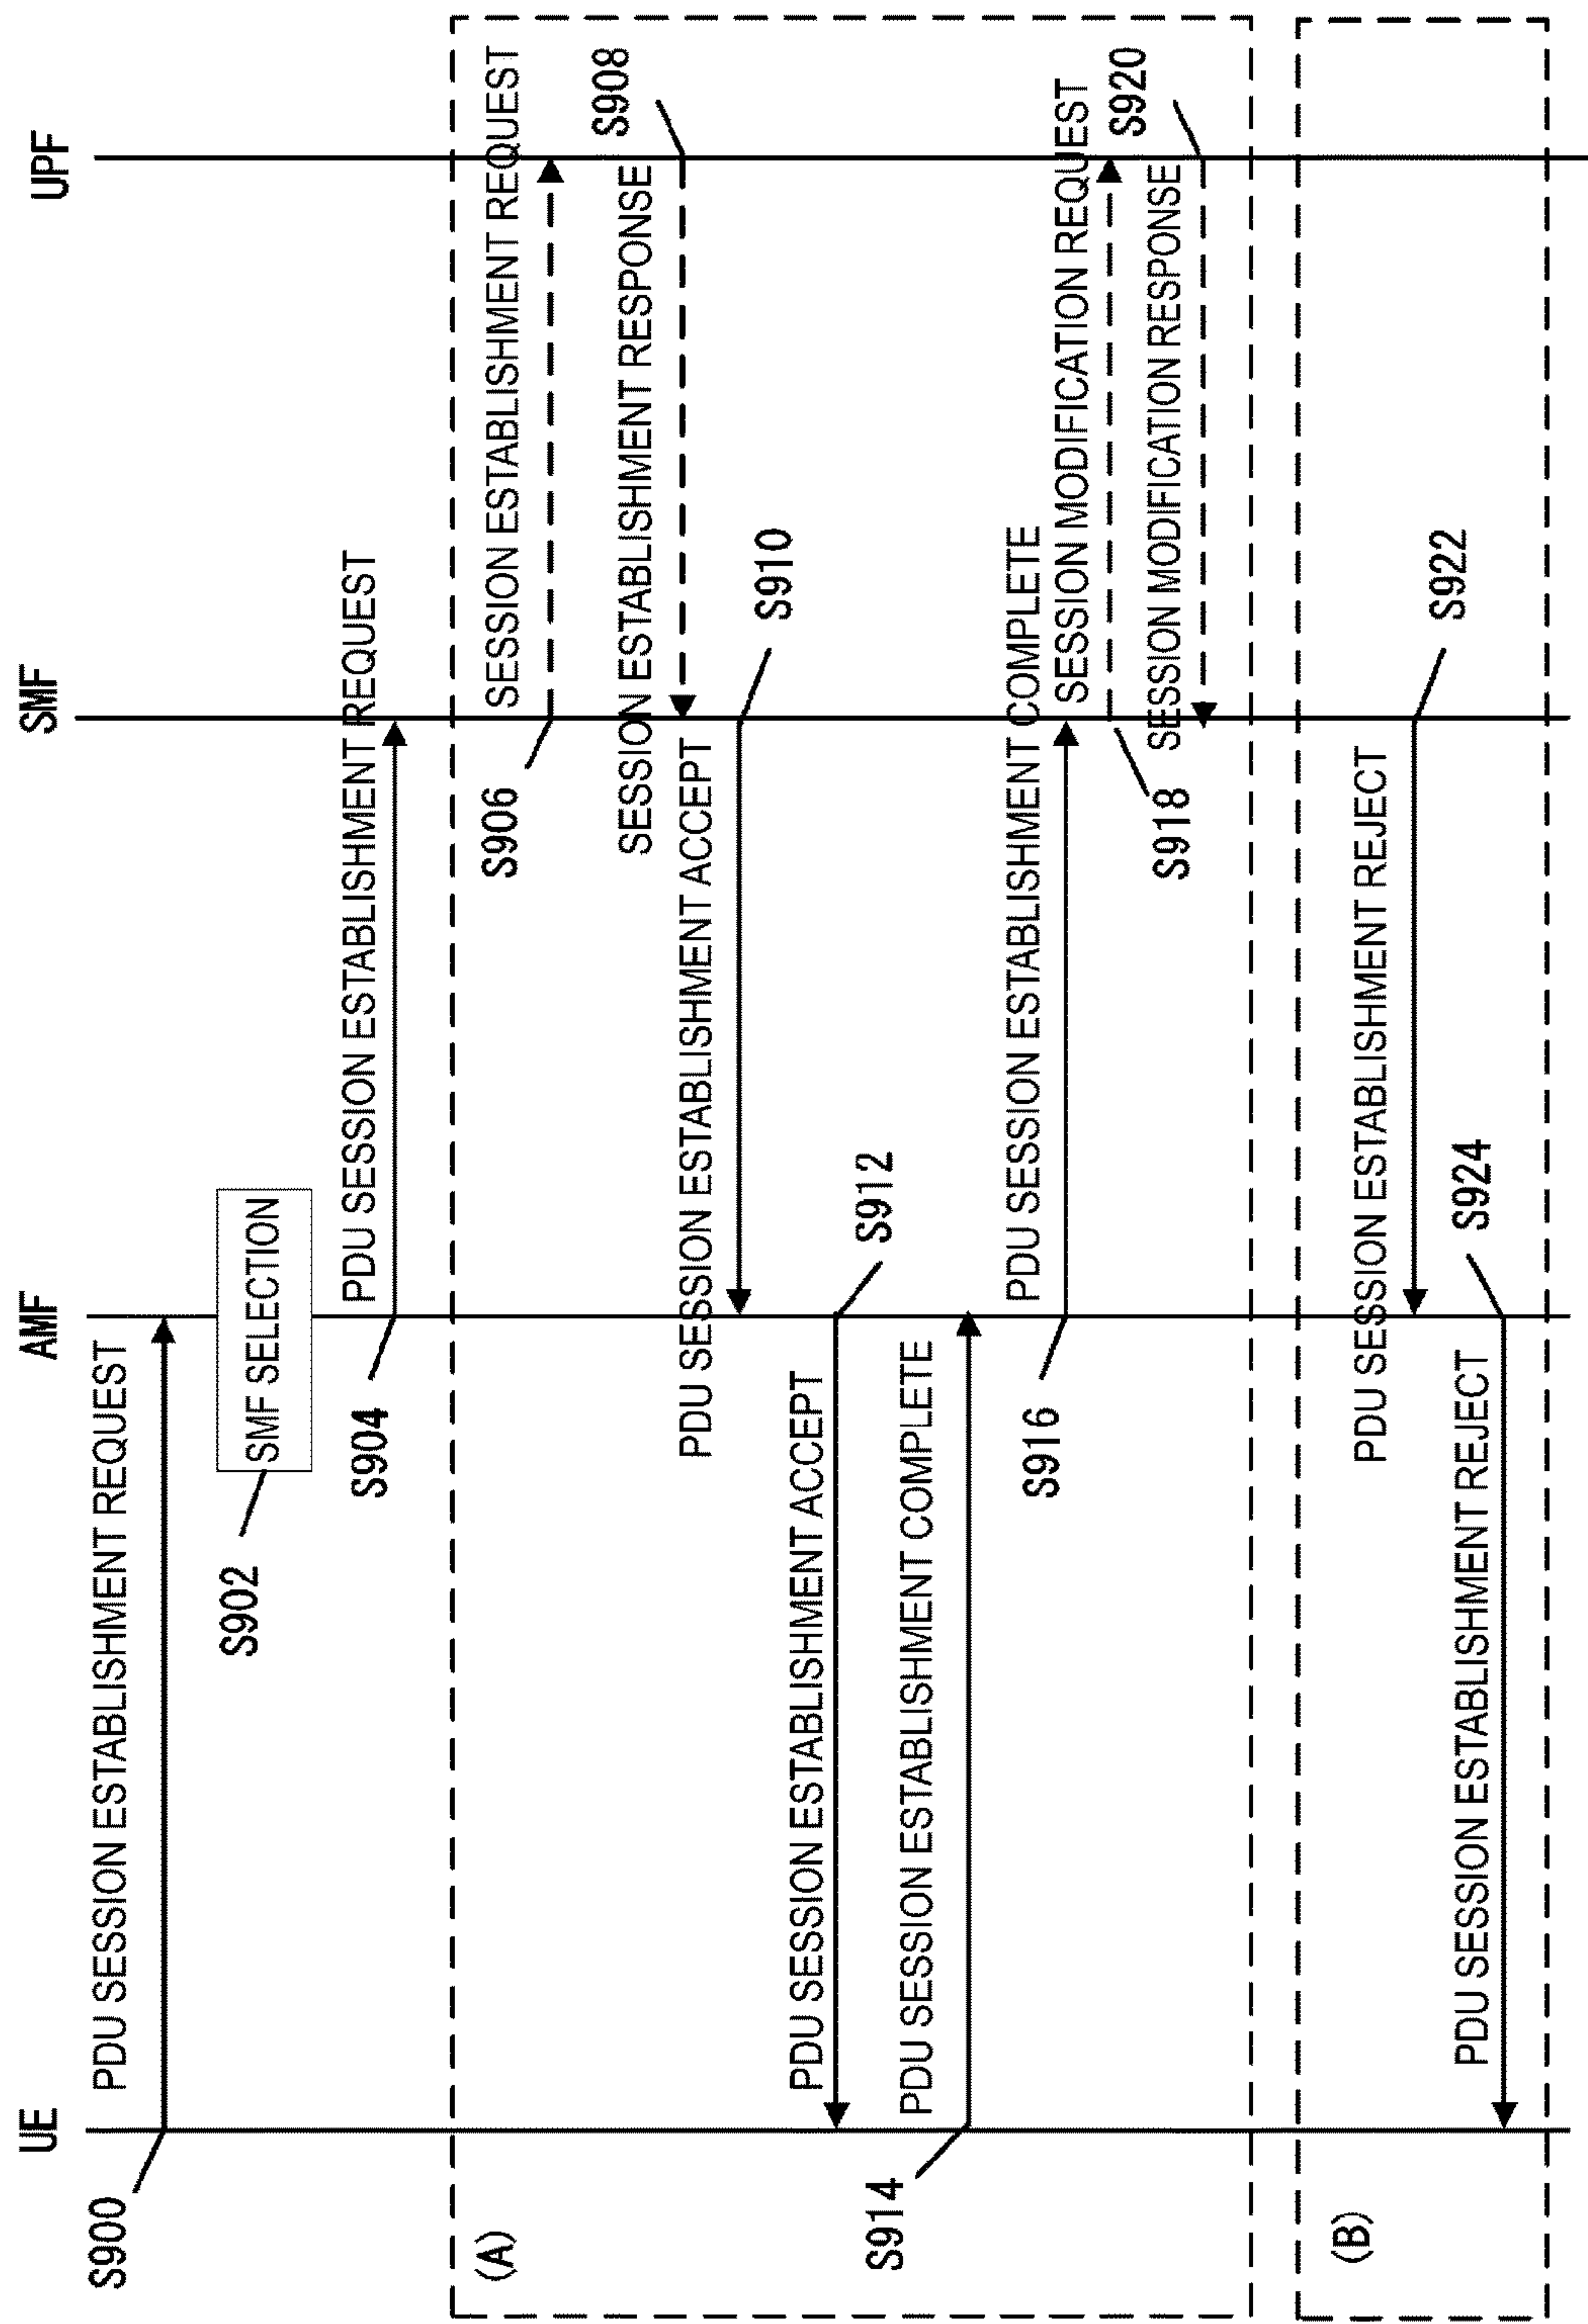 UE
AMF
SMF
UPF
S900
PDU SESSION ESTABLISHMENT REQUEST
S902
SMF SELECTION
S904
PDU SESSION ESTABLISHMENT REQUEST
(A)
S906
SESSION ESTABLISHMENT REQUEST
SESSION ESTABLISHMENT RESPONSE
S908
PDU SESSION ESTABLISHMENT ACCEPT
S910
PDU SESSION ESTABLISHMENT ACCEPT
S912
S914
PDU SESSION ESTABLISHMENT COMPLETE
S916
PDU SESSION ESTABLISHMENT COMPLETE
S918
SESSION MODIFICATION REQUEST
SESSION MODIFICATION RESPONSE
S920
(B)
PDU SESSION ESTABLISHMENT REJECT
S922
PDU SESSION ESTABLISHMENT REJECT
S924